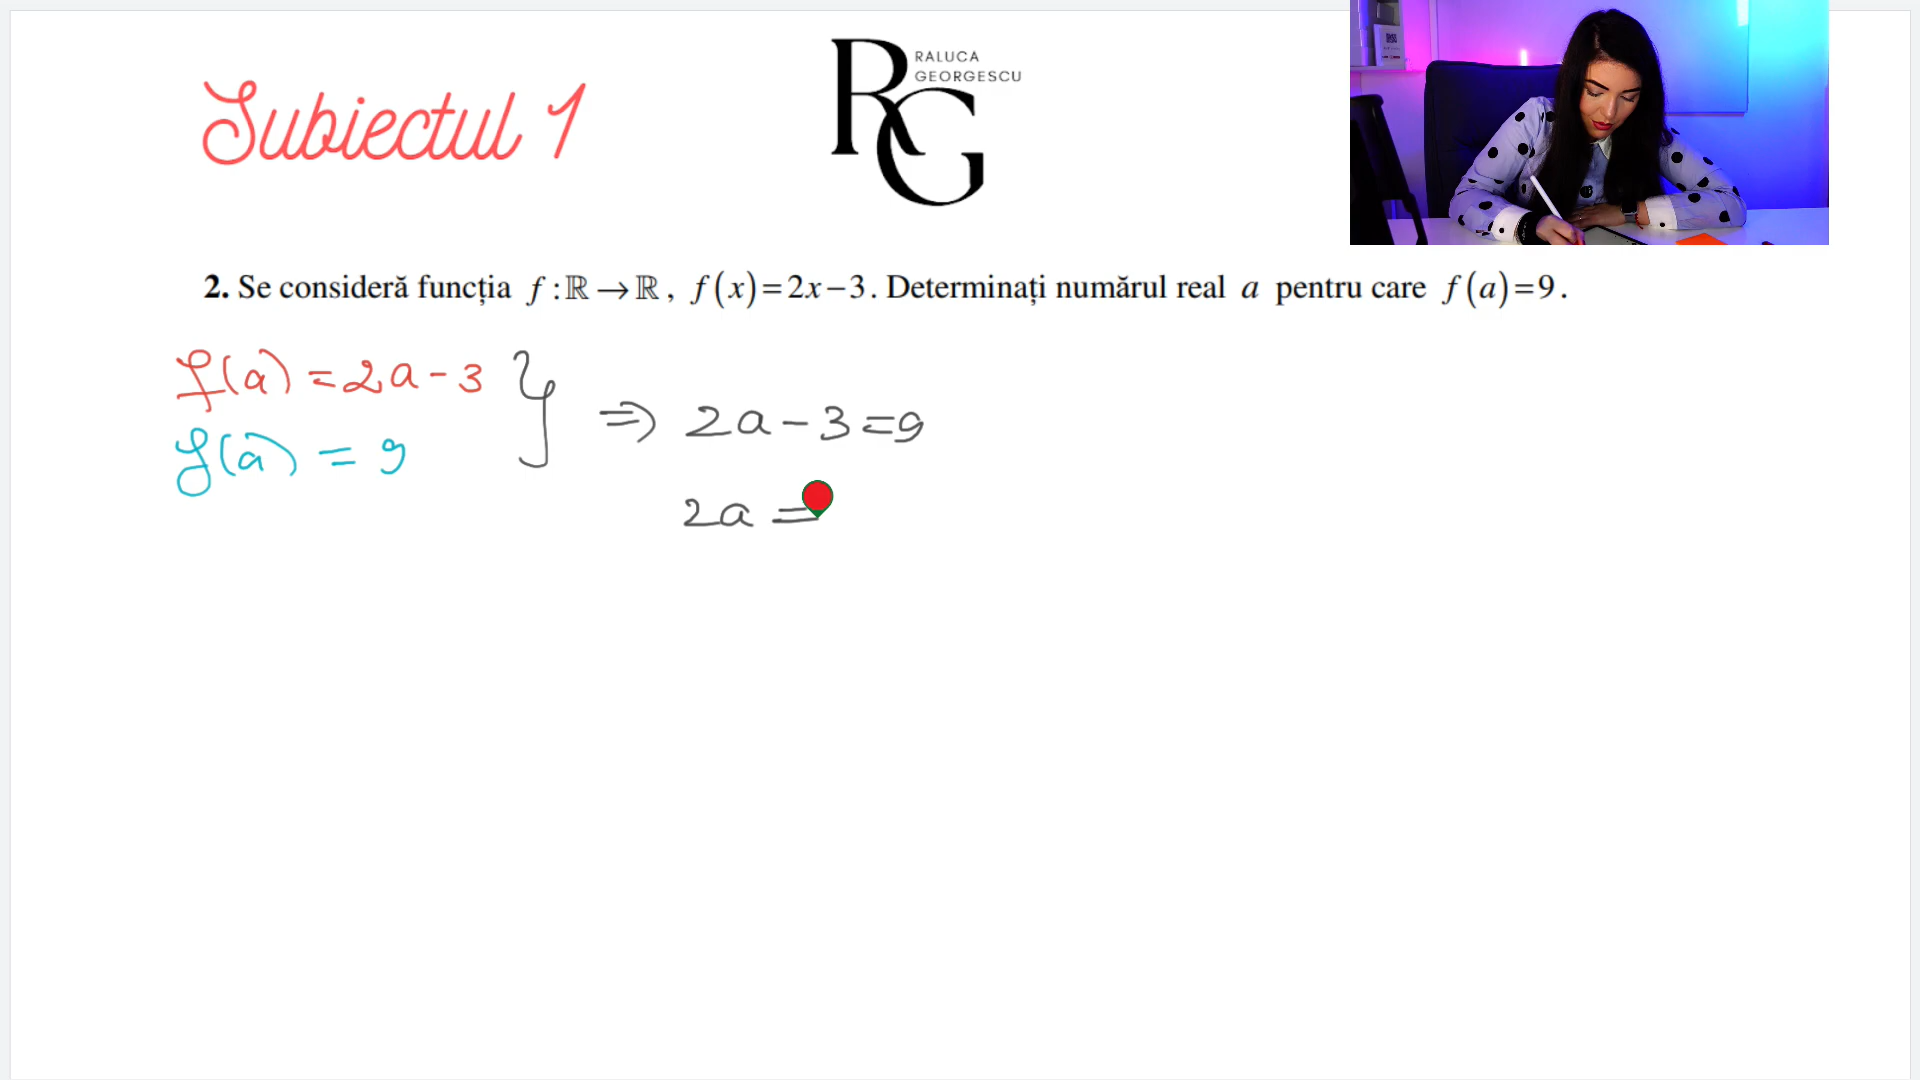 Subiectul 1
RG
RALUCA
GEORGESCU
2. Se consideră funcția f:ℝ→ℝ, f(x)=2x−3. Determinați numărul real a pentru care f(a)=9.
f(a) = 2a - 3
f(a) = 9
} ⇒ 2a - 3 = 9
2a =